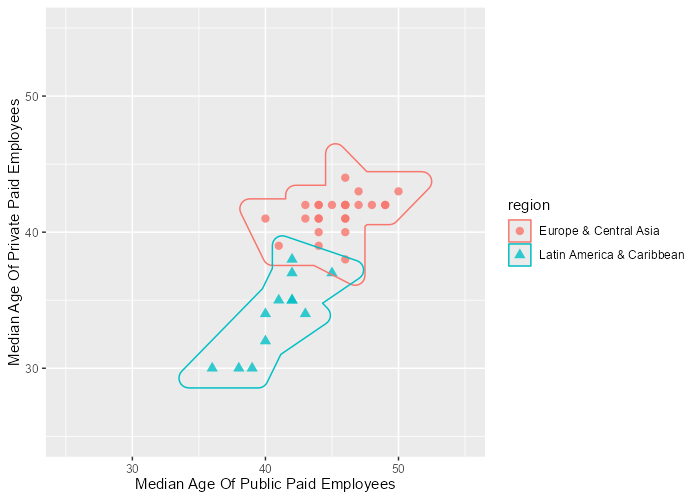 Median Age Of Private Paid Employees
50
40
30
30
40
50
Median Age Of Public Paid Employees
region
Europe & Central Asia
Latin America & Caribbean